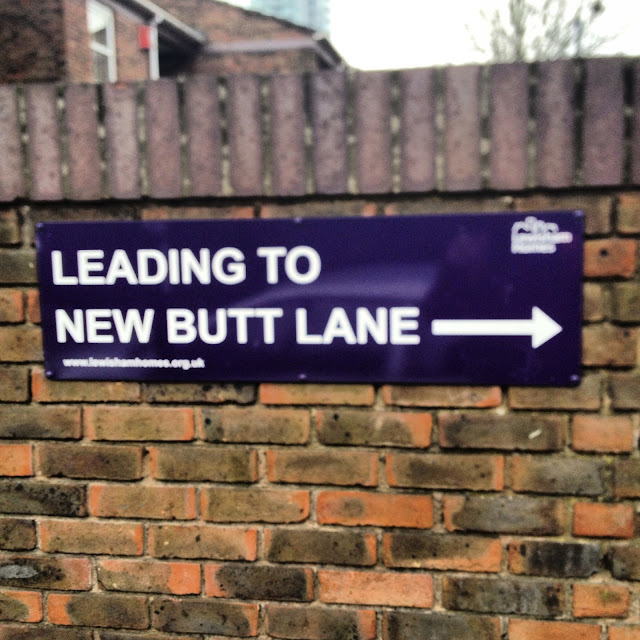 LEADING TO
NEW BUTT LANE
www.lewishamhomes.org.uk